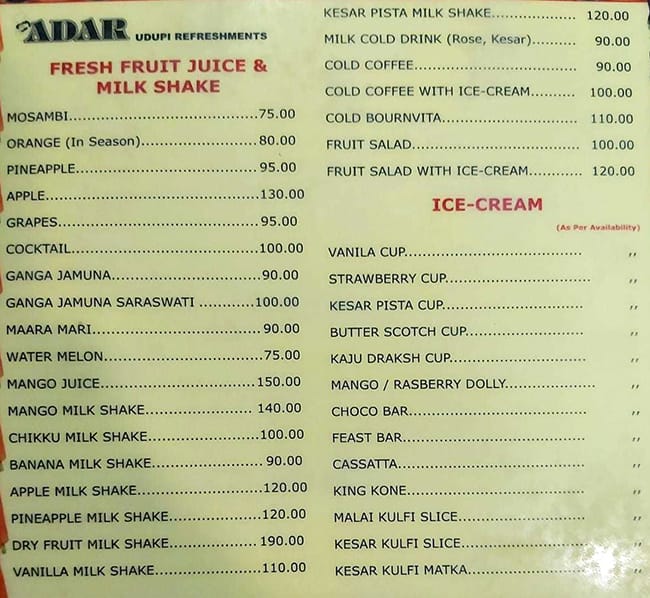 ADAR UDUPI REFRESHMENTS
FRESH FRUIT JUICE &
MILK SHAKE
MOSAMBI 75.00
ORANGE (In Season) 80.00
PINEAPPLE 95.00
APPLE 130.00
GRAPES 95.00
COCKTAIL 100.00
GANGA JAMUNA 90.00
GANGA JAMUNA SARASWATI 100.00
MAARA MARI 90.00
WATER MELON 75.00
MANGO JUICE 150.00
MANGO MILK SHAKE 140.00
CHIKKU MILK SHAKE 100.00
BANANA MILK SHAKE 90.00
APPLE MILK SHAKE 120.00
PINEAPPLE MILK SHAKE 120.00
DRY FRUIT MILK SHAKE 190.00
VANILLA MILK SHAKE 110.00
KESAR PISTA MILK SHAKE 120.00
MILK COLD DRINK (Rose, Kesar) 90.00
COLD COFFEE 90.00
COLD COFFEE WITH ICE-CREAM 100.00
COLD BOURNVITA 110.00
FRUIT SALAD 100.00
FRUIT SALAD WITH ICE-CREAM 120.00
ICE-CREAM
(As Per Availability)
VANILA CUP ,,
STRAWBERRY CUP ,,
KESAR PISTA CUP ,,
BUTTER SCOTCH CUP ,,
KAJU DRAKSH CUP ,,
MANGO / RASBERRY DOLLY ,,
CHOCO BAR ,,
FEAST BAR ,,
CASSATTA ,,
KING KONE ,,
MALAI KULFI SLICE ,,
KESAR KULFI SLICE ,,
KESAR KULFI MATKA ,,